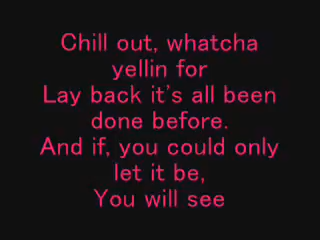 Chill out, whatcha
yellin for
Lay back it's all been
done before.
And if, you could only
let it be,
You will see